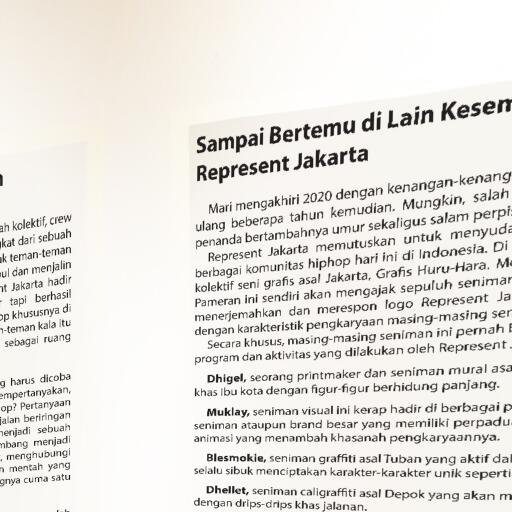 ah kolektif, crew
kat dari sebuah
k teman-teman
ul dan menjalin
nt Jakarta hadir
tapi berhasil
op khususnya di
n-teman kala itu
sebagai ruang
g harus dicoba
empertanyakan,
op? Pertanyaan
jalan beriringan
menjadi sebuah
mbang menjadi
, menghubungi
n mentah yang
gnya cuma satu
Sampai Bertemu di Lain Kesem
Represent Jakarta
Mari mengakhiri 2020 dengan kenangan-kenang
ulang beberapa tahun kemudian. Mungkin, salah
penanda bertambahnya umur sekaligus salam perpis
Represent Jakarta memutuskan untuk menyuda
berbagai komunitas hiphop hari ini di Indonesia. Di
kolektif seni grafis asal Jakarta, Grafis Huru-Hara. Me
Pameran ini sendiri akan mengajak sepuluh seniman
menerjemahkan dan merespon logo Represent Ja
dengan karakteristik pengkaryaan masing-masing sen
Secara khusus, masing-masing seniman ini pernah
program dan aktivitas yang dilakukan oleh Represent
Dhigel, seorang printmaker dan seniman mural asa
khas Ibu kota dengan figur-figur berhidung panjang.
Muklay, seniman visual ini kerap hadir di berbagai p
seniman ataupun brand besar yang memiliki perpadu
animasi yang menambah khasanah pengkaryaannya.
Blesmokie, seniman graffiti asal Tuban yang aktif dal
selalu sibuk menciptakan karakter-karakter unik seperti
Dhellet, seniman caligraffiti asal Depok yang akan m
dengan drips-drips khas jalanan.